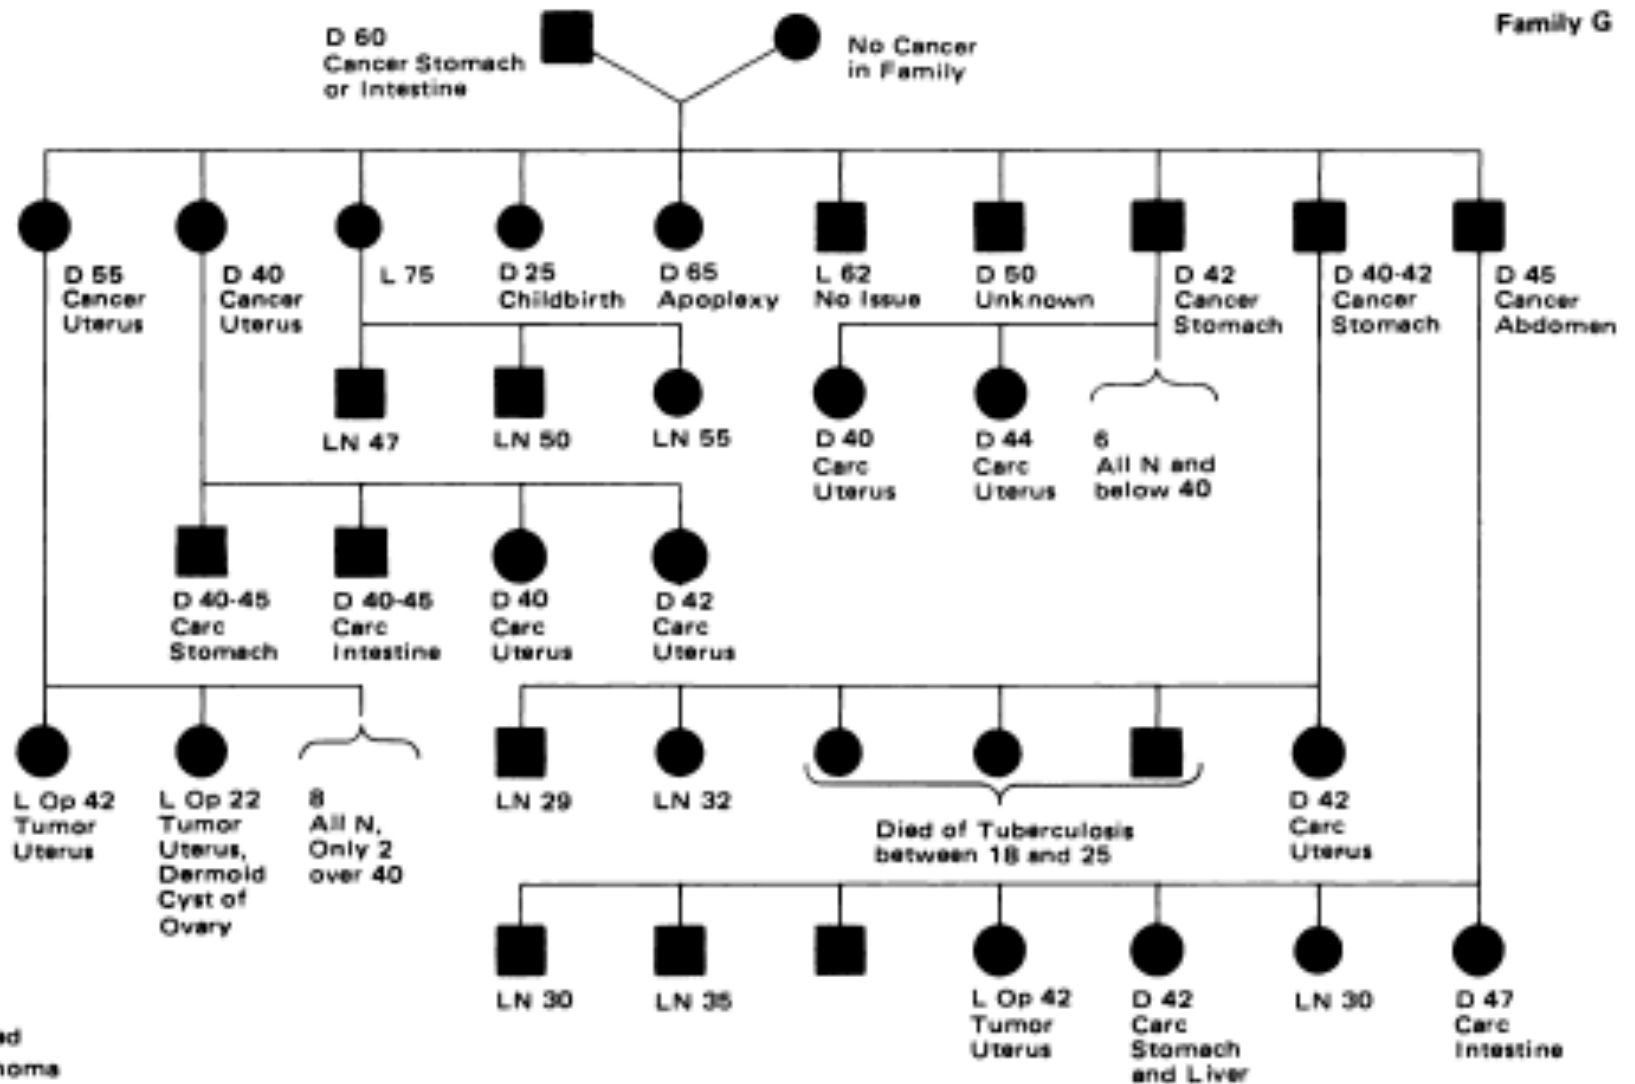 Family G
D 60
Cancer Stomach
or Intestine
No Cancer
in Family
D 55
Cancer
Uterus
D 40
Cancer
Uterus
L 75
D 25
Childbirth
D 65
Apoplexy
L 62
No Issue
D 50
Unknown
D 42
Cancer
Stomach
D 40-42
Cancer
Stomach
D 45
Cancer
Abdomen
LN 47
LN 50
LN 55
D 40
Carc
Uterus
D 44
Carc
Uterus
6
All N and
below 40
D 40-45
Carc
Stomach
D 40-45
Carc
Intestine
D 40
Carc
Uterus
D 42
Carc
Uterus
L Op 42
Tumor
Uterus
L Op 22
Tumor
Uterus,
Dermoid
Cyst of
Ovary
8
All N,
Only 2
over 40
LN 29
LN 32
Died of Tuberculosis
between 18 and 25
D 42
Carc
Uterus
LN 30
LN 35
L Op 42
Tumor
Uterus
D 42
Carc
Stomach
and Liver
LN 30
D 47
Carc
Intestine